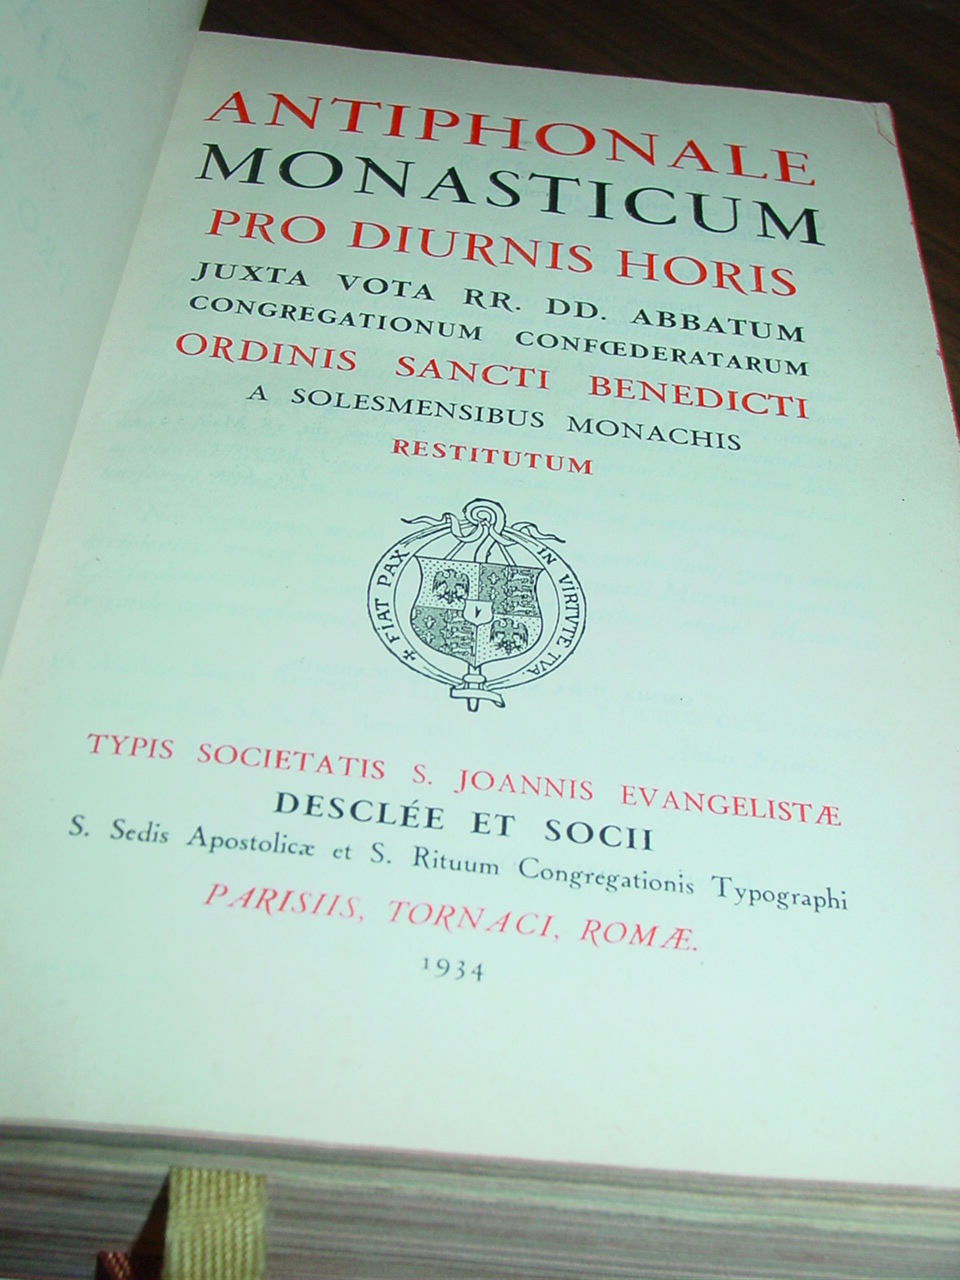 ANTIPHONALE
MONASTICUM
PRO DIURNIS HORIS
JUXTA VOTA RR. DD. ABBATUM
CONGREGATIONUM CONFŒDERATARUM
ORDINIS SANCTI BENEDICTI
A SOLESMENSIBUS MONACHIS
RESTITUTUM
✠ FIAT PAX IN VIRTVTE TVA.
TYPIS SOCIETATIS S. JOANNIS EVANGELISTÆ
DESCLÉE ET SOCII
S. Sedis Apostolicæ et S. Rituum Congregationis Typographi
PARISIIS, TORNACI, ROMÆ.
1934